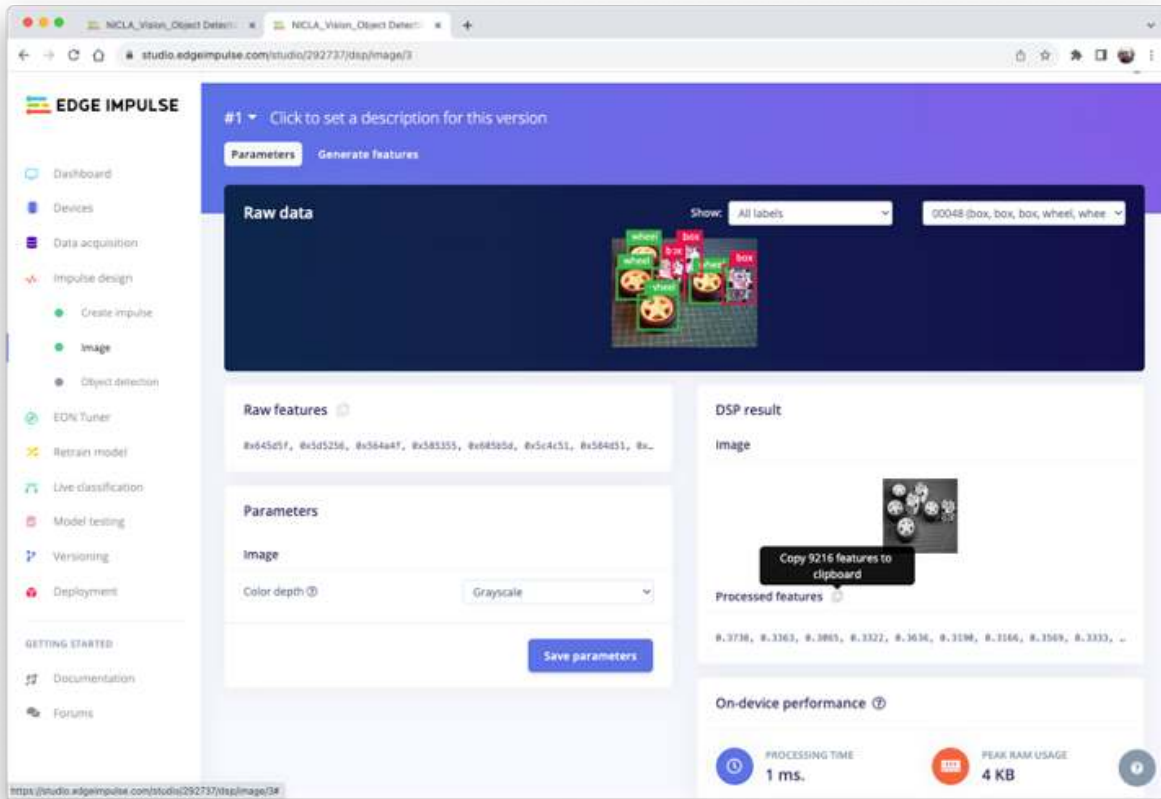 NICLA_Vision_Object Detecti
NICLA_Vision_Object Detecti
studio.edgeimpulse.com/studio/292737/dsp/image/3
EDGE IMPULSE
#1 Click to set a description for this version
Parameters
Generate features
Dashboard
Devices
Data acquisition
Impulse design
Create impulse
Image
Object detection
EON Tuner
Retrain model
Live classification
Model testing
Versioning
Deployment
GETTING STARTED
Documentation
Forums
Raw data
Show:
All labels
00048 (box, box, box, wheel, whee
wheel
box
wheel
box
wheel
box
wheel
Raw features
0x645d5f, 0x5d5256, 0x564a4f, 0x585355, 0x605b5d, 0x5c4c51, 0x504d51, 0x…
Parameters
Image
Color depth
Grayscale
Save parameters
DSP result
Image
Copy 9216 features to
clipboard
Processed features
0.3738, 0.3363, 0.3065, 0.3322, 0.3636, 0.3198, 0.3166, 0.3569, 0.3333, …
On-device performance
PROCESSING TIME
1 ms.
PEAK RAM USAGE
4 KB
https://studio.edgeimpulse.com/studio/292737/dsp/image/3#